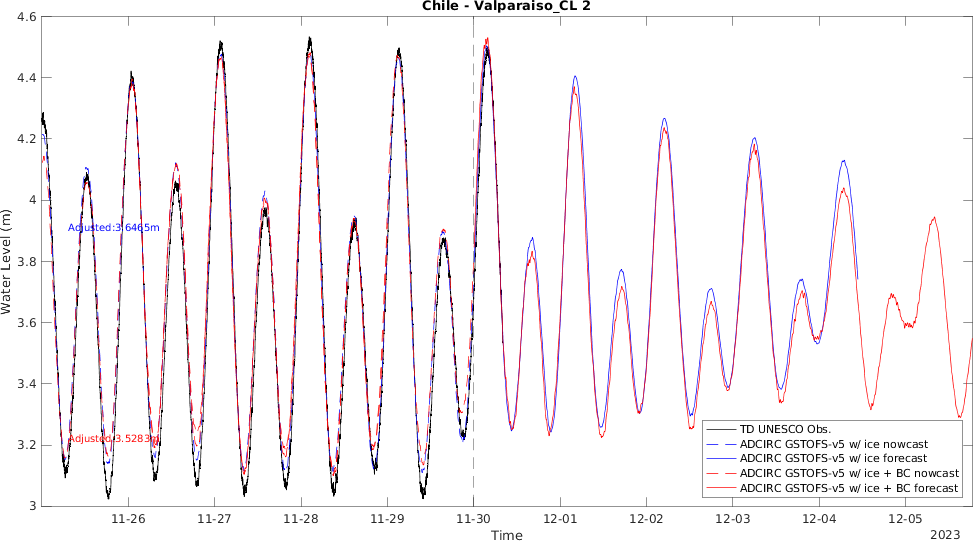 Chile - Valparaiso_CL 2
4.6
4.4
4.2
4
3.8
3.6
3.4
3.2
3
Water Level (m)
Adjusted:3.6465m
Adjusted:3.5283m
TD UNESCO Obs.
ADCIRC GSTOFS-v5 w/ ice nowcast
ADCIRC GSTOFS-v5 w/ ice forecast
ADCIRC GSTOFS-v5 w/ ice + BC nowcast
ADCIRC GSTOFS-v5 w/ ice + BC forecast
11-26 11-27 11-28 11-29 11-30 12-01 12-02 12-03 12-04 12-05
Time
2023